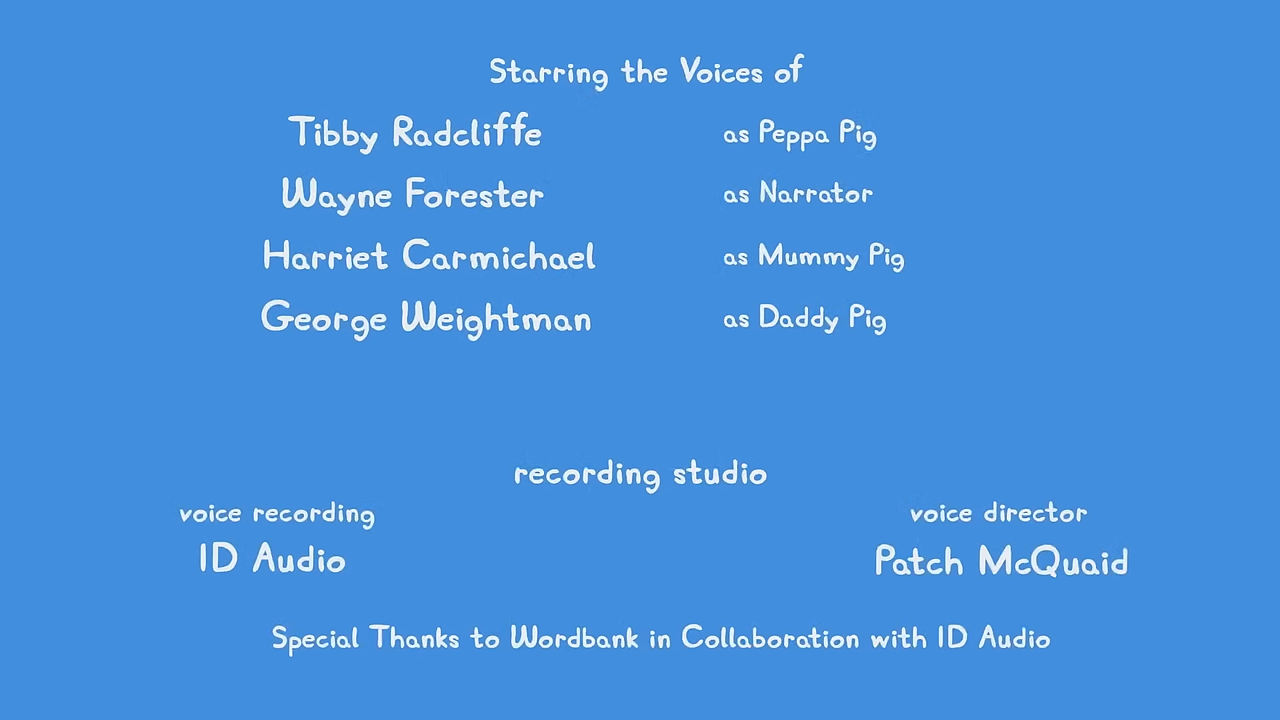 Starring the Voices of
Tibby Radcliffe as Peppa Pig
Wayne Forester as Narrator
Harriet Carmichael as Mummy Pig
George Weightman as Daddy Pig
recording studio
voice recording voice director
ID Audio Patch McQuaid
Special Thanks to Wordbank in Collaboration with ID Audio